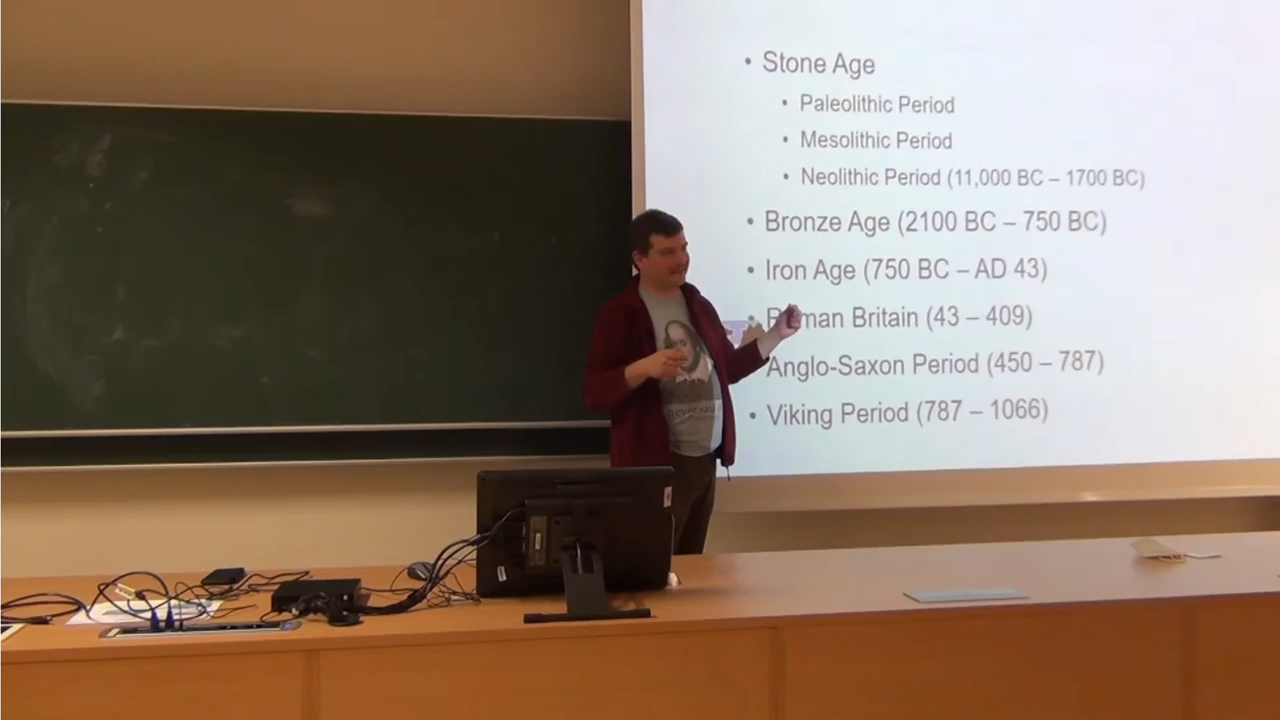 • Stone Age
• Paleolithic Period
• Mesolithic Period
• Neolithic Period (11,000 BC – 1700 BC)
• Bronze Age (2100 BC – 750 BC)
• Iron Age (750 BC – AD 43)
• Roman Britain (43 – 409)
Anglo-Saxon Period (450 – 787)
• Viking Period (787 – 1066)